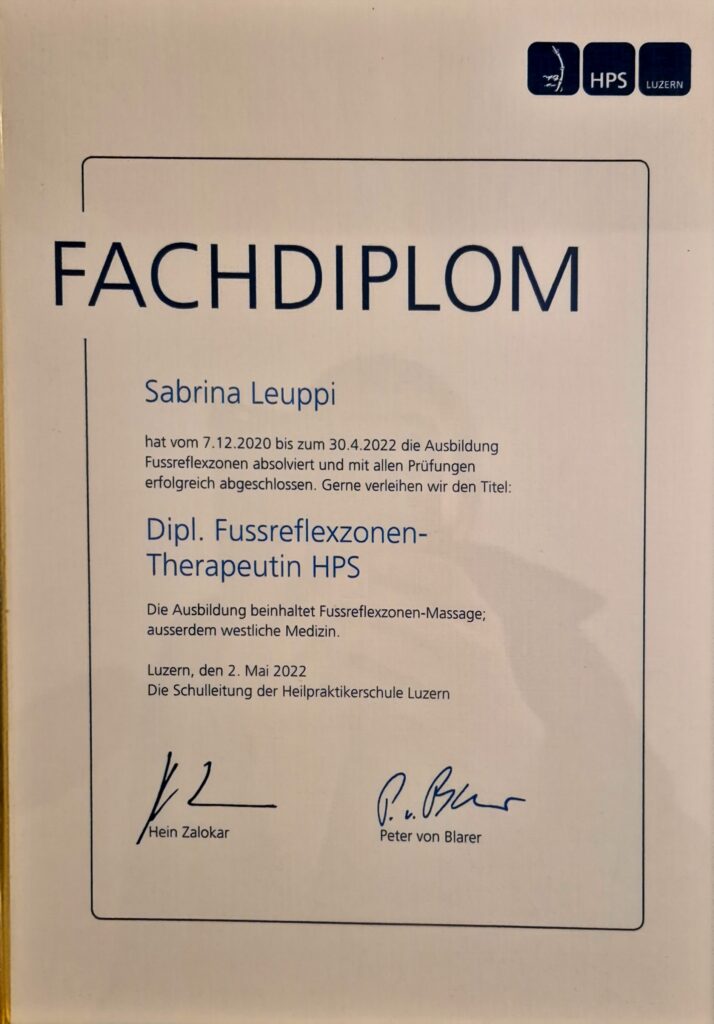 HPS
LUZERN
FACHDIPLOM
Sabrina Leuppi
hat vom 7.12.2020 bis zum 30.4.2022 die Ausbildung
Fussreflexzonen absolviert und mit allen Prüfungen
erfolgreich abgeschlossen. Gerne verleihen wir den Titel:
Dipl. Fussreflexzonen-
Therapeutin HPS
Die Ausbildung beinhaltet Fussreflexzonen-Massage;
ausserdem westliche Medizin.
Luzern, den 2. Mai 2022
Die Schulleitung der Heilpraktikerschule Luzern
P. v. Blarer
Hein Zalokar
Peter von Blarer